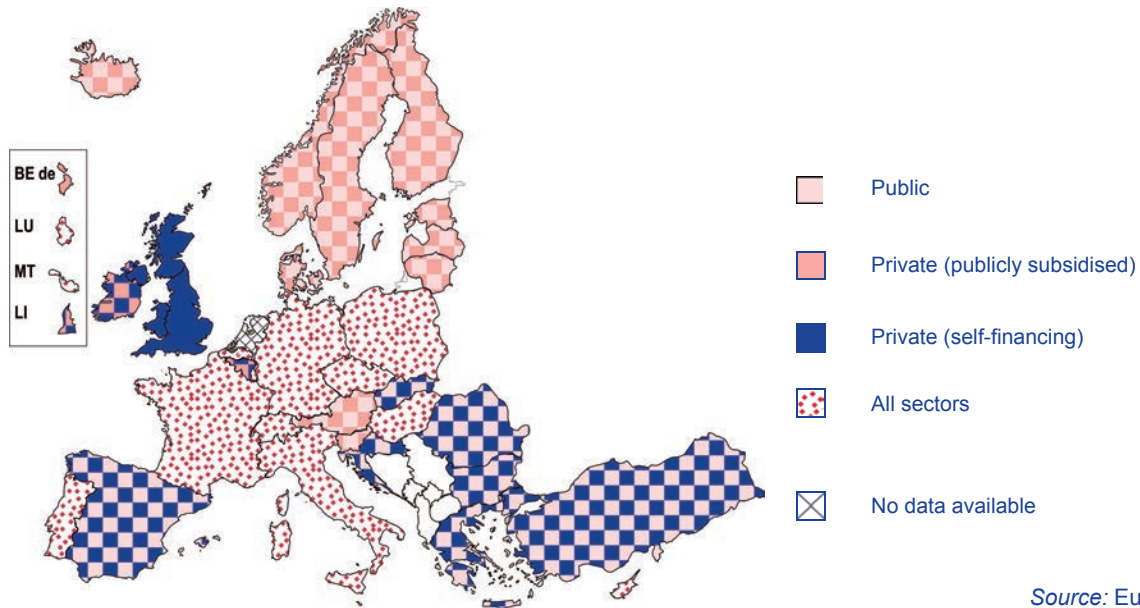 BE de
LU
MT
LI
Public
Private (publicly subsidised)
Private (self-financing)
All sectors
No data available
Source: Eu